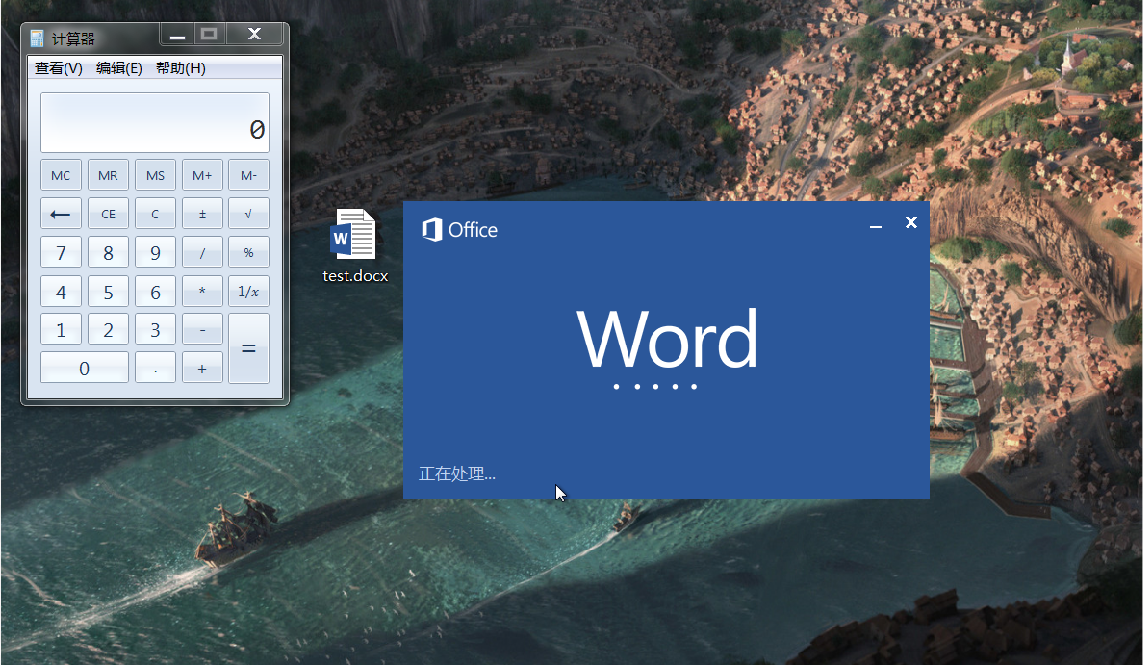 计算器
查看(V) 编辑(E) 帮助(H)
0
MC MR MS M+ M-
← CE C ± √
7 8 9 / %
4 5 6 * 1/x
1 2 3 -
=
0 . +
W
test.docx
Office
Word
正在处理...